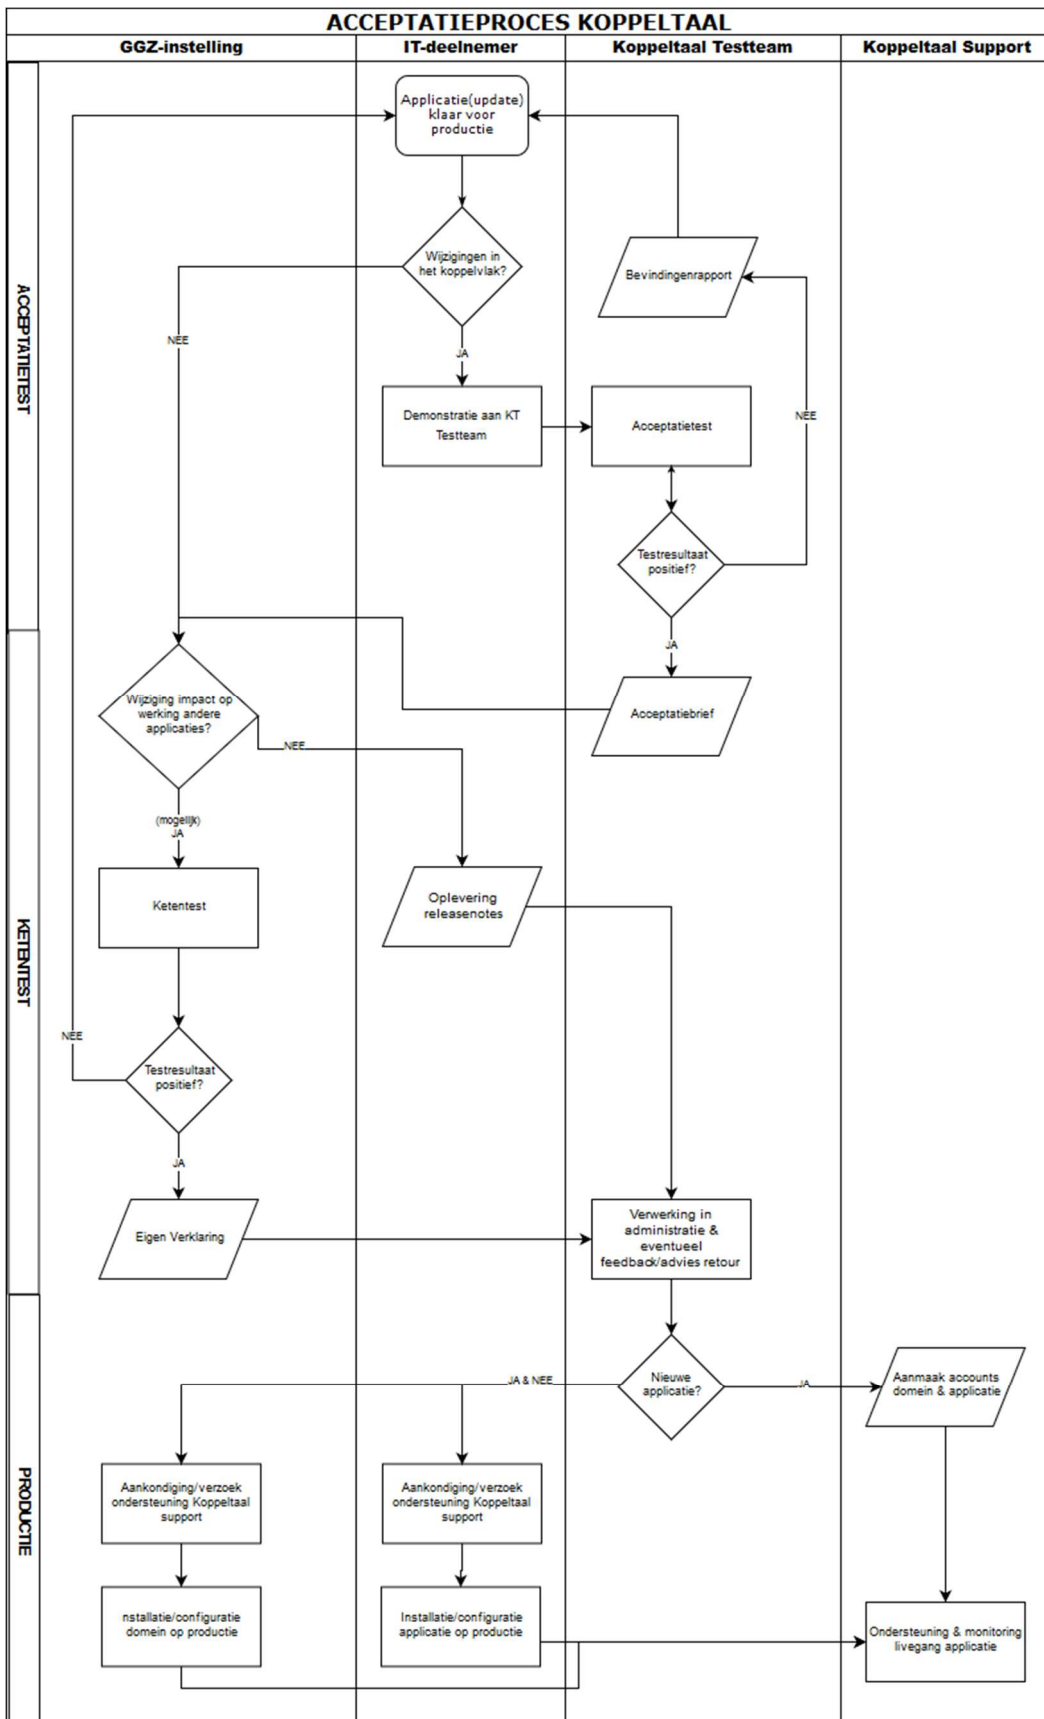 ACCEPTATIEPROCES KOPPELTAAL
GGZ-instelling
IT-deelnemer
Koppeltaal Testteam
Koppeltaal Support
ACCEPTATIETEST
Applicatie(update)
klaar voor
productie
Wijzigingen in
het koppelvlak?
Bevindingenrapport
NEE
JA
NEE
Demonstratie aan KT
Testteam
Acceptatietest
Testresultaat
positief?
JA
KETENTEST
Wijziging impact op
werking andere
applicaties?
Acceptatiebrief
NEE
(mogelijk)
JA
Ketentest
Oplevering
releasenotes
NEE
Testresultaat
positief?
JA
Eigen Verklaring
Verwerking in
administratie &
eventueel
feedback/advies retour
PRODUCTIE
JA & NEE
Nieuwe
applicatie?
JA
Aanmaak accounts
domein & applicatie
Aankondiging/verzoek
ondersteuning Koppeltaal
support
Aankondiging/verzoek
ondersteuning Koppeltaal
support
nstallatie/configuratie
domein op productie
Installatie/configuratie
applicatie op productie
Ondersteuning & monitoring
livegang applicatie